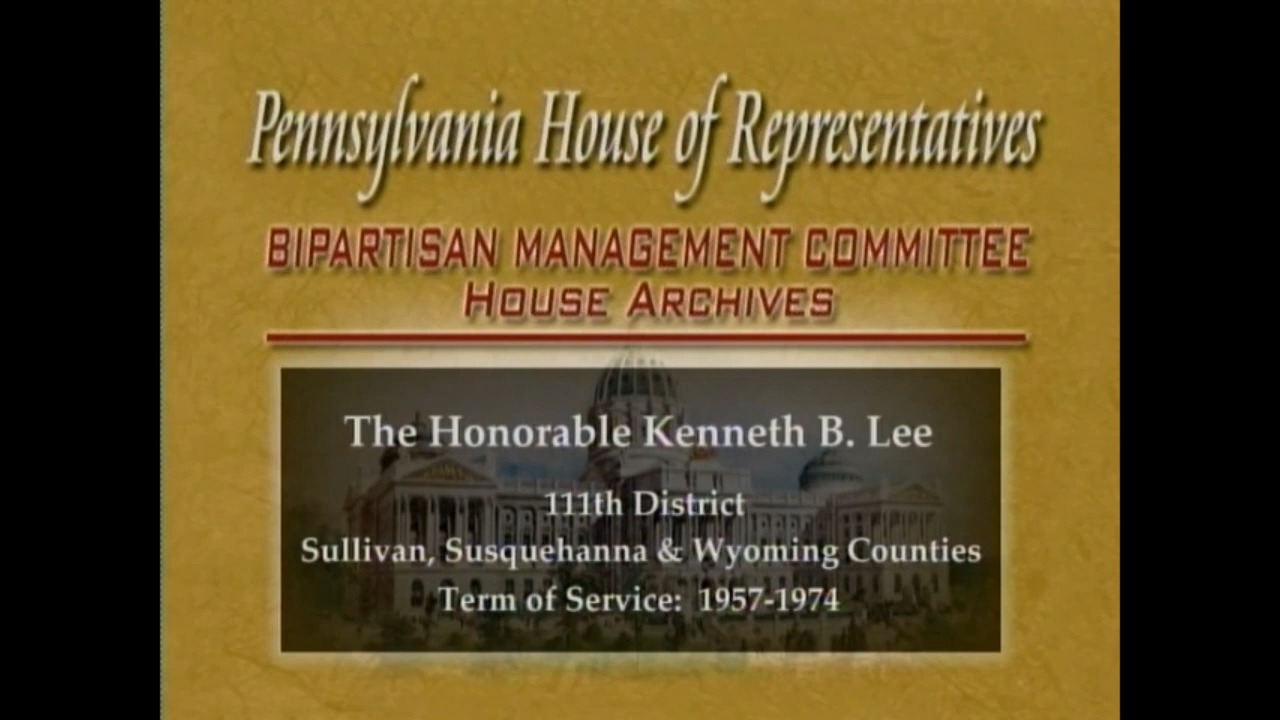 Pennsylvania House of Representatives
BIPARTISAN MANAGEMENT COMMITTEE
HOUSE ARCHIVES
The Honorable Kenneth B. Lee
111th District
Sullivan, Susquehanna & Wyoming Counties
Term of Service: 1957-1974